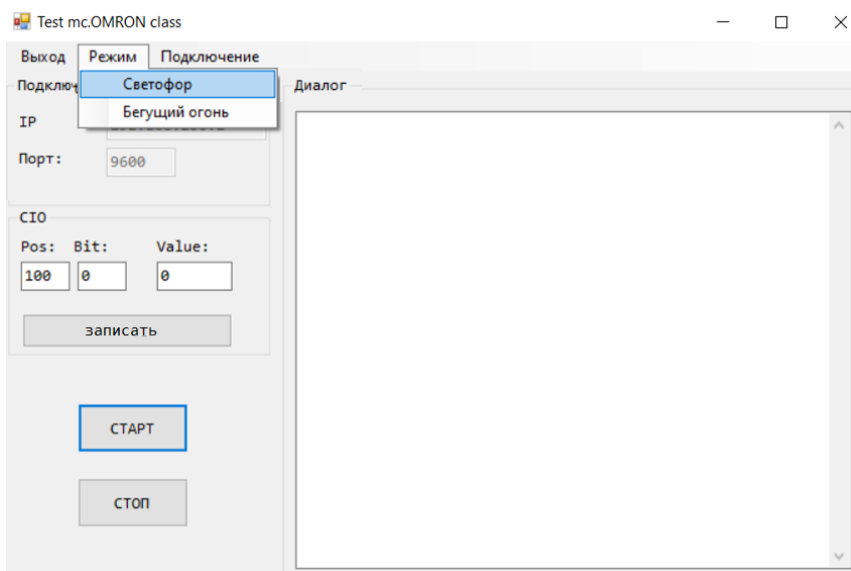 Test mc.OMRON class
Выход Режим Подключение
Светофор
Бегущий огонь
Диалог
IP
Порт: 9600
CIO
Pos: Bit: Value:
100 0 0
записать
СТАРТ
СТОП